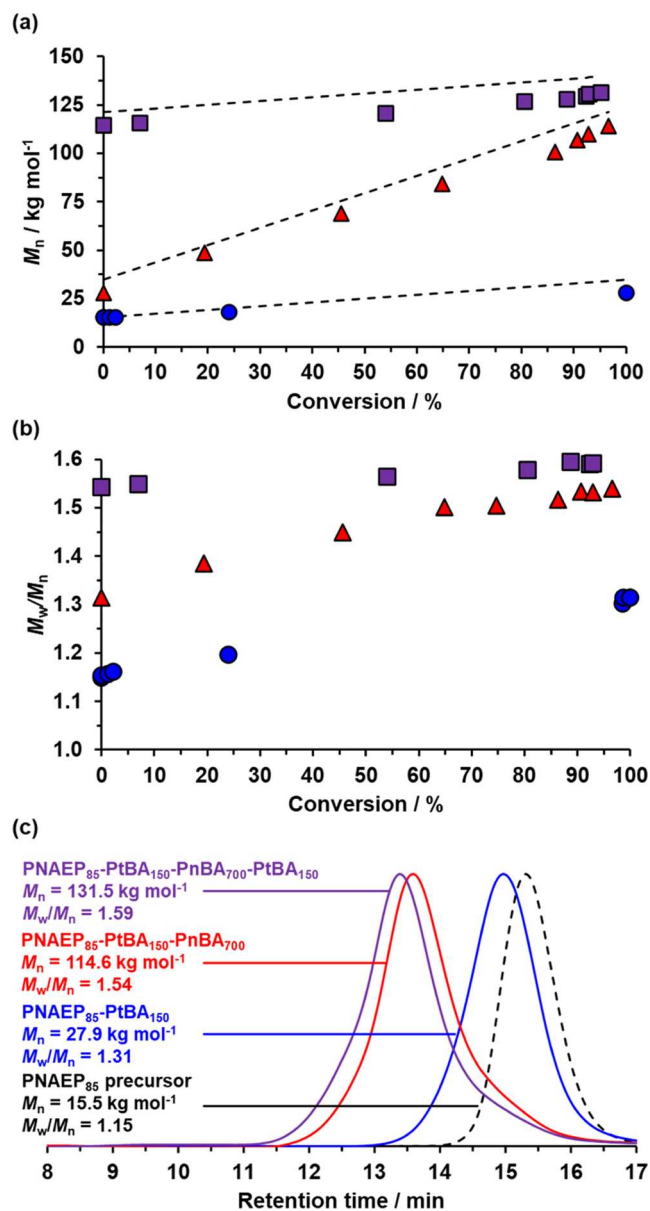 (a)
150
125
100
75
50
25
0
Mn / kg mol-1
0 10 20 30 40 50 60 70 80 90 100
Conversion / %
(b)
1.6
1.5
1.4
1.3
1.2
1.1
1.0
Mw/Mn
0 10 20 30 40 50 60 70 80 90 100
Conversion / %
(c)
PNAEP85-PtBA150-PnBA700-PtBA150
Mn = 131.5 kg mol-1
Mw/Mn = 1.59
PNAEP85-PtBA150-PnBA700
Mn = 114.6 kg mol-1
Mw/Mn = 1.54
PNAEP85-PtBA150
Mn = 27.9 kg mol-1
Mw/Mn = 1.31
PNAEP85 precursor
Mn = 15.5 kg mol-1
Mw/Mn = 1.15
8 9 10 11 12 13 14 15 16 17
Retention time / min